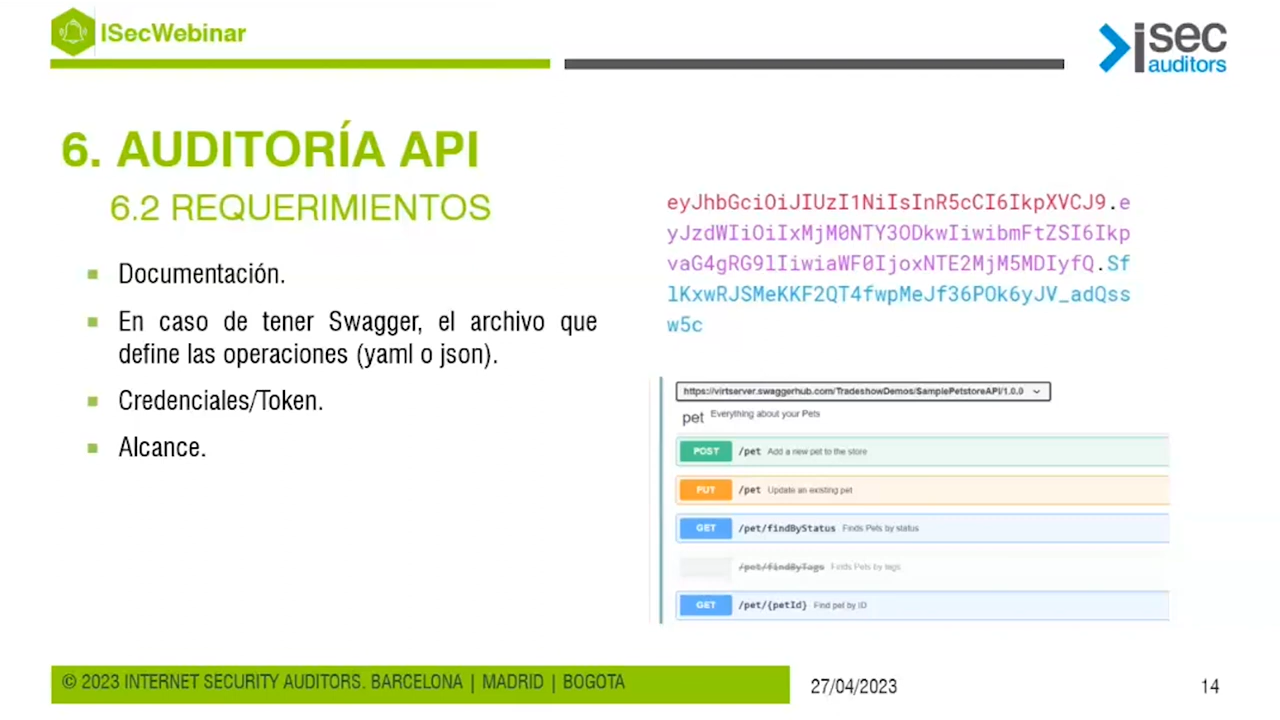 ISecWebinar
isec
auditors
6. AUDITORÍA API
6.2 REQUERIMIENTOS
Documentación.
En caso de tener Swagger, el archivo que
define las operaciones (yaml o json).
Credenciales/Token.
Alcance.
eyJhbGciOiJIUzI1NiIsInR5cCI6IkpXVCJ9.e
yJzdWIiOiIxMjM0NTY3ODkwIiwibmFtZSI6Ikp
vaG4gRG9lIiwiaWF0IjoxNTE2MjM5MDIyfQ.Sf
lKxwRJSMeKKF2QT4fwpMeJf36POk6yJV_adQss
w5c
https://virtserver.swaggerhub.com/TradeshowDemos/SamplePetstoreAPI/1.0.0
pet Everything about your Pets
POST /pet Add a new pet to the store
PUT /pet Update an existing pet
GET /pet/findByStatus Finds Pets by status
/pet/findByTags Finds Pets by tags
GET /pet/{petId} Find pet by ID
© 2023 INTERNET SECURITY AUDITORS. BARCELONA | MADRID | BOGOTA
27/04/2023
14